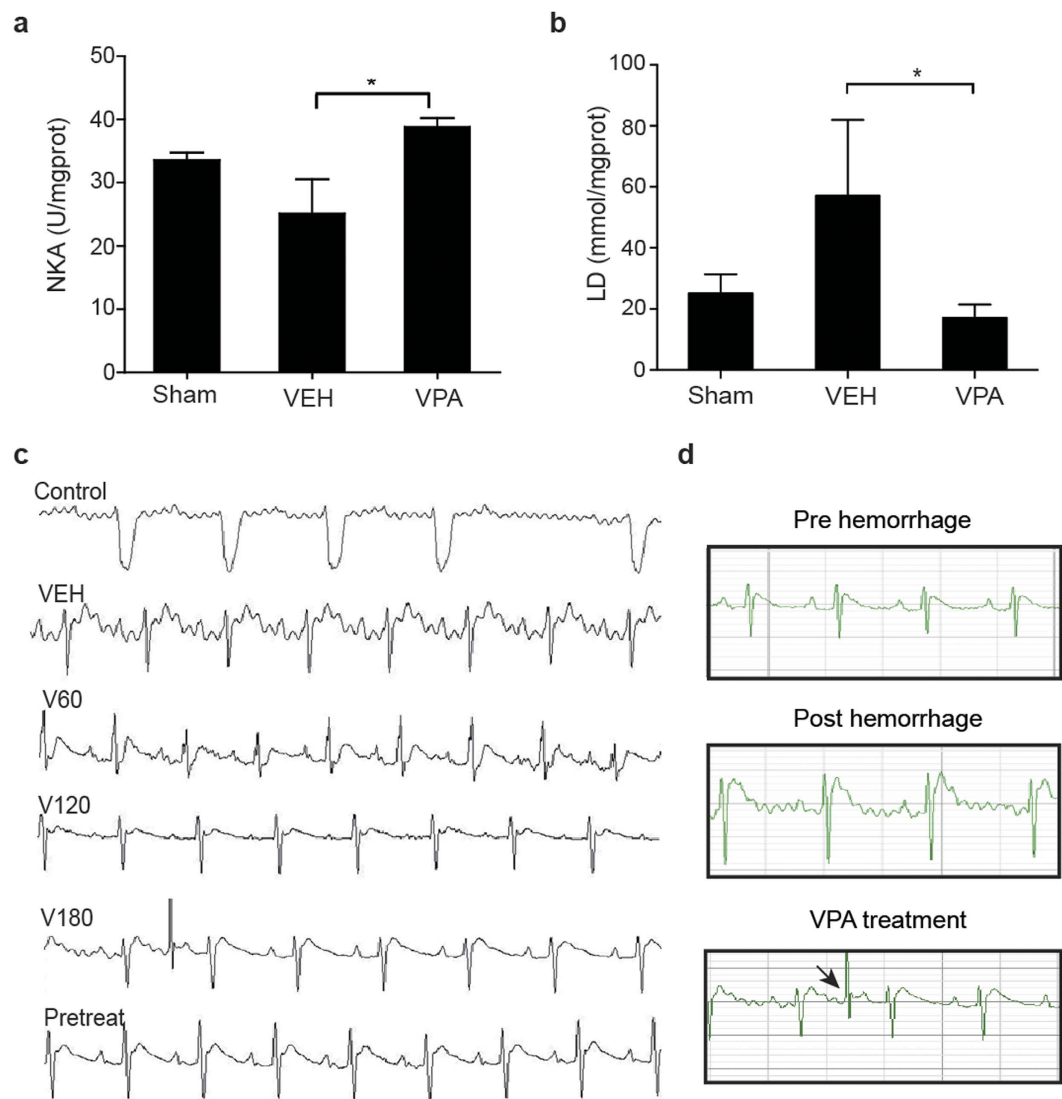 a
NKA (U/mgprot)
50
40
30
20
10
0
*
Sham
VEH
VPA
b
LD (mmol/mgprot)
100
80
60
40
20
0
*
Sham
VEH
VPA
c
Control
VEH
V60
V120
V180
Pretreat
d
Pre hemorrhage
Post hemorrhage
VPA treatment